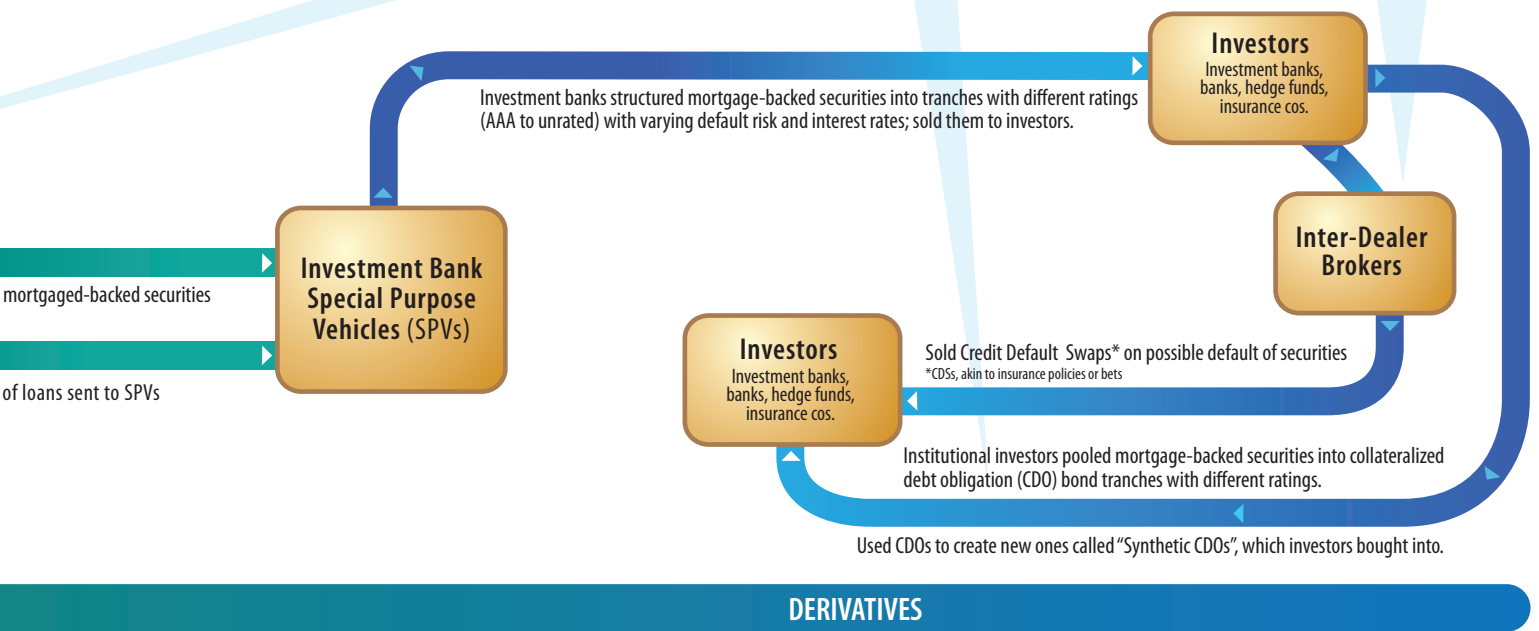 Investors
Investment banks,
banks, hedge funds,
insurance cos.
Investment banks structured mortgage-backed securities into tranches with different ratings
(AAA to unrated) with varying default risk and interest rates; sold them to investors.
Inter-Dealer
Brokers
Investment Bank
Special Purpose
Vehicles (SPVs)
mortgaged-backed securities
of loans sent to SPVs
Investors
Investment banks,
banks, hedge funds,
insurance cos.
Sold Credit Default Swaps* on possible default of securities
*CDSs, akin to insurance policies or bets
Institutional investors pooled mortgage-backed securities into collateralized
debt obligation (CDO) bond tranches with different ratings.
Used CDOs to create new ones called “Synthetic CDOs”, which investors bought into.
DERIVATIVES